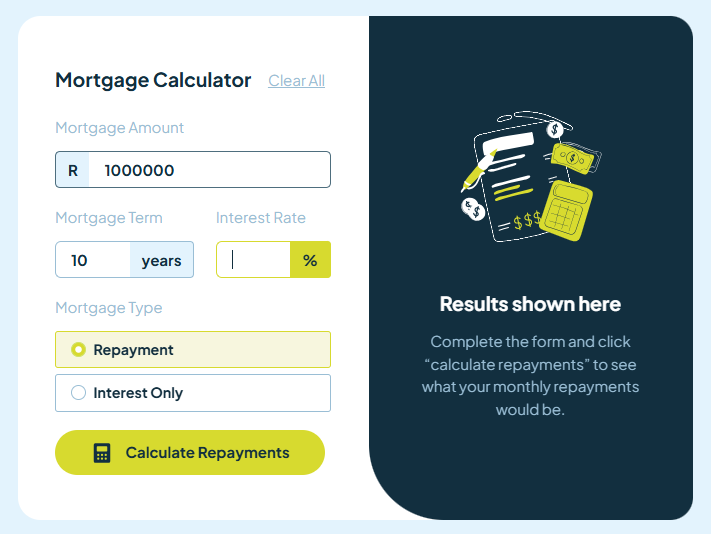 Mortgage Calculator Clear All
Mortgage Amount
R 1000000
Mortgage Term Interest Rate
10 years %
Mortgage Type
Repayment
Interest Only
Calculate Repayments
$
$
$
$
$$$
Results shown here
Complete the form and click
“calculate repayments” to see
what your monthly repayments
would be.